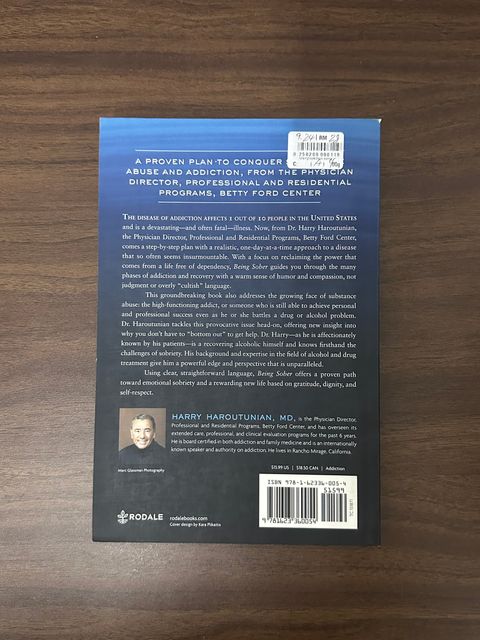 RM 23
A PROVEN PLAN TO CONQUER
ABUSE AND ADDICTION, FROM THE PHYSICIAN
DIRECTOR, PROFESSIONAL AND RESIDENTIAL
PROGRAMS, BETTY FORD CENTER
THE DISEASE OF ADDICTION AFFECTS 1 OUT OF 10 PEOPLE IN THE UNITED STATES
and is a devastating—and often fatal—illness. Now, from Dr. Harry Haroutunian,
the Physician Director, Professional and Residential Programs, Betty Ford Center,
comes a step-by-step plan with a realistic, one-day-at-a-time approach to a disease
that so often seems insurmountable. With a focus on reclaiming the power that
comes from a life free of dependency, Being Sober guides you through the many
phases of addiction and recovery with a warm sense of humor and compassion, not
judgment or overly “cultish” language.
This groundbreaking book also addresses the growing face of substance
abuse: the high-functioning addict, or someone who is still able to achieve personal
and professional success even as he or she battles a drug or alcohol problem.
Dr. Haroutunian tackles this provocative issue head-on, offering new insight into
why you don’t have to “bottom out” to get help. Dr. Harry—as he is affectionately
known by his patients—is a recovering alcoholic himself and knows firsthand the
challenges of sobriety. His background and expertise in the field of alcohol and drug
treatment give him a powerful edge and perspective that is unparalleled.
Using clear, straightforward language, Being Sober offers a proven path
toward emotional sobriety and a rewarding new life based on gratitude, dignity, and
self-respect.
HARRY HAROUTUNIAN, MD, is the Physician Director,
Professional and Residential Programs, Betty Ford Center, and has overseen its
extended care, professional, and clinical evaluation programs for the past 6 years.
He is board certified in both addiction and family medicine and is an internationally
known speaker and authority on addiction. He lives in Rancho Mirage, California.
Marc Glassman Photography
$15.99 US | $18.50 CAN | Addiction
ISBN 978-1-62336-005-4
51599
9 781623 360054
RODALE
rodalebooks.com
Cover design by Kara Plikaitis